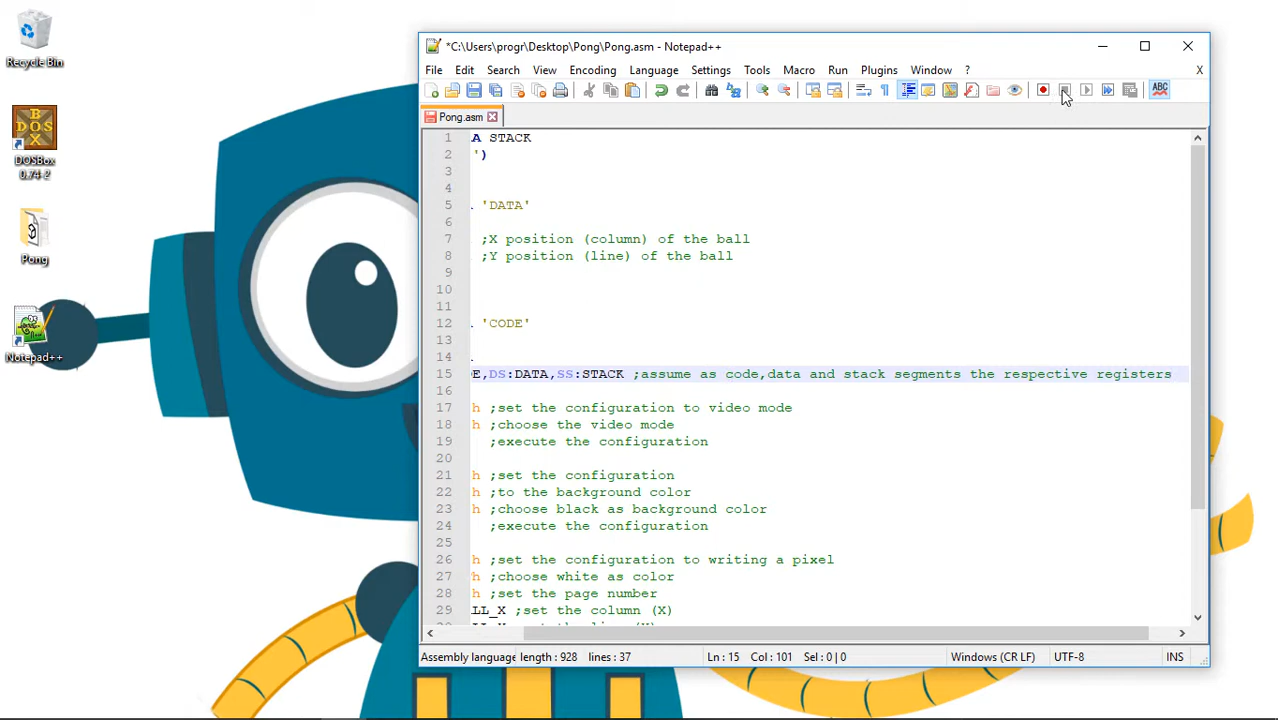 Recycle Bin
DOS
BOX
DOSBox
0.74-2
Pong
Notepad++
*C:\Users\progr\Desktop\Pong\Pong.asm - Notepad++
File Edit Search View Encoding Language Settings Tools Macro Run Plugins Window ? X
ABC
Pong.asm
1 A STACK
2 ')
3
4
5 'DATA'
6
7 ;X position (column) of the ball
8 ;Y position (line) of the ball
9
10
11
12 'CODE'
13
14
15 E,DS:DATA,SS:STACK ;assume as code,data and stack segments the respective registers
16
17 h ;set the configuration to video mode
18 h ;choose the video mode
19 ;execute the configuration
20
21 h ;set the configuration
22 h ;to the background color
23 h ;choose black as background color
24 ;execute the configuration
25
26 h ;set the configuration to writing a pixel
27 h ;choose white as color
28 h ;set the page number
29 LL_X ;set the column (X)
Assembly language length : 928 lines : 37 Ln : 15 Col : 101 Sel : 0 | 0 Windows (CR LF) UTF-8 INS